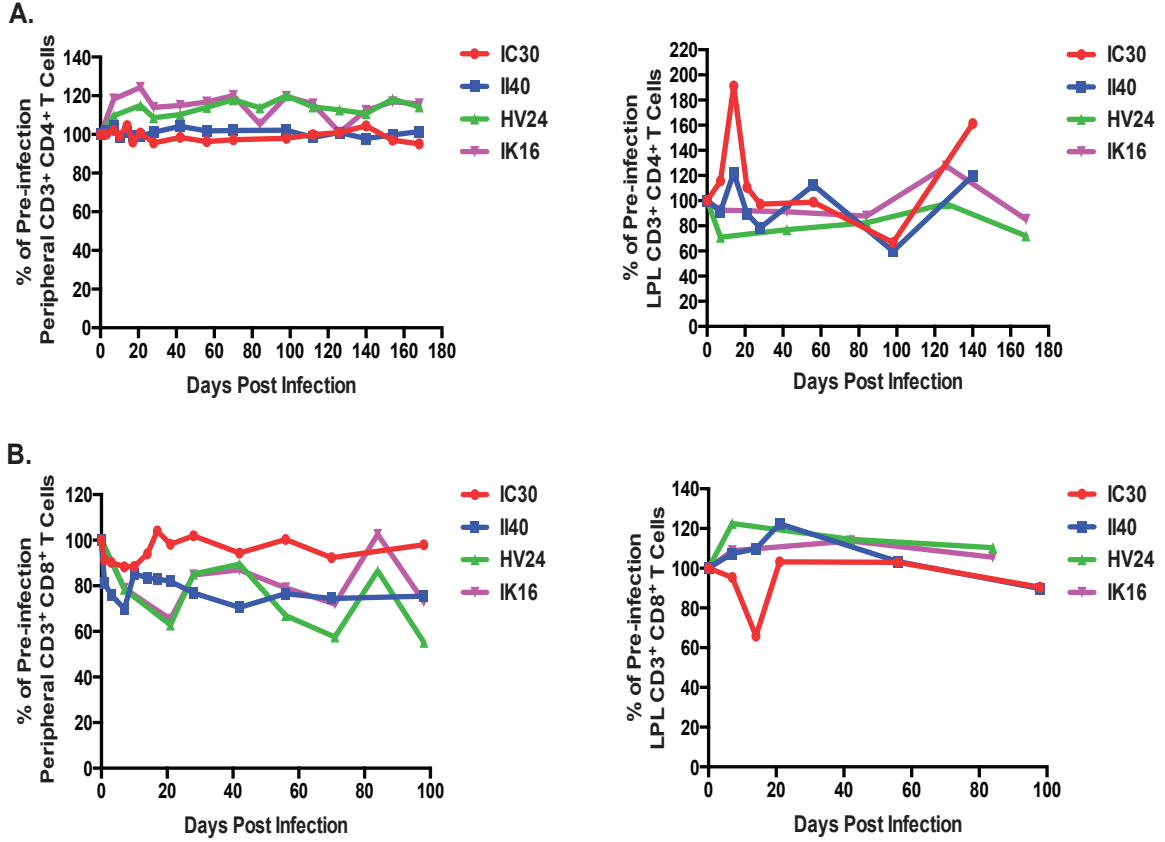 A.
% of Pre-infection
Peripheral CD3+ CD4+ T Cells
140
120
100
80
60
40
20
0
0 20 40 60 80 100 120 140 160 180
Days Post Infection
IC30
II40
HV24
IK16
% of Pre-infection
LPL CD3+ CD4+ T Cells
220
200
180
160
140
120
100
80
60
40
20
0
0 20 40 60 80 100 120 140 160 180
Days Post Infection
IC30
II40
HV24
IK16
B.
% of Pre-infection
Peripheral CD3⁺ CD8⁺ T Cells
120
100
80
60
40
20
0
0 20 40 60 80 100
Days Post Infection
IC30
II40
HV24
IK16
% of Pre-infection
LPL CD3⁺ CD8⁺ T Cells
140
120
100
80
60
40
20
0
0 20 40 60 80 100
Days Post Infection
IC30
II40
HV24
IK16